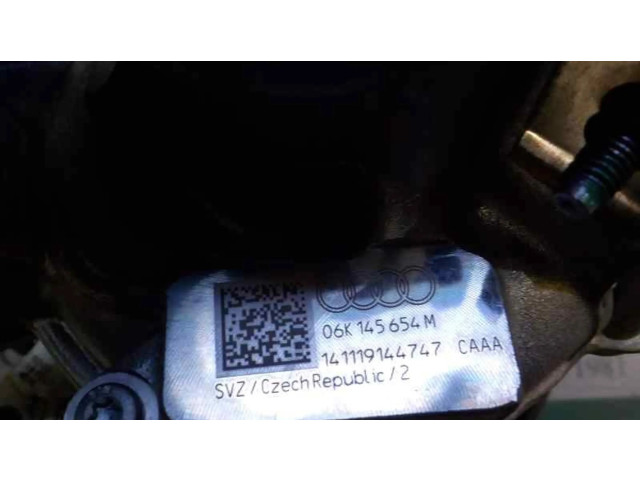 06K 145 654 M
141119144747 CAAA
SVZ / Czech Republic / 2